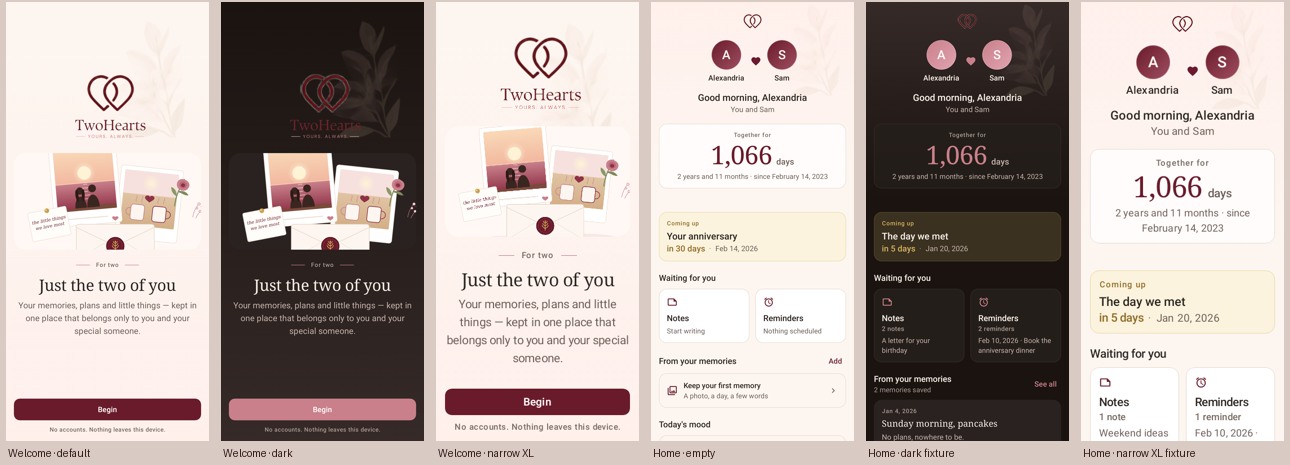 TwoHearts
YOURS. ALWAYS.
the little things
we love most
For two
Just the two of you
Your memories, plans and little things — kept in
one place that belongs only to you and your
special someone.
Begin
No accounts. Nothing leaves this device.
Welcome · default
TwoHearts
YOURS. ALWAYS.
the little things
we love most
For two
Just the two of you
Your memories, plans and little things — kept in
one place that belongs only to you and your
special someone.
Begin
No accounts. Nothing leaves this device.
Welcome · dark
TwoHearts
YOURS. ALWAYS.
the little things
we love most
For two
Just the two of you
Your memories, plans and little
things — kept in one place that
belongs only to you and your special
someone.
Begin
No accounts. Nothing leaves this device.
Welcome · narrow XL
A
S
Alexandria
Sam
Good morning, Alexandria
You and Sam
Together for
1,066 days
2 years and 11 months · since February 14, 2023
Coming up
Your anniversary
in 30 days · Feb 14, 2026
Waiting for you
Notes
Start writing
Reminders
Nothing scheduled
From your memories
Add
Keep your first memory
A photo, a day, a few words
Today's mood
Home · empty
A
S
Alexandria
Sam
Good morning, Alexandria
You and Sam
Together for
1,066 days
2 years and 11 months · since February 14, 2023
Coming up
The day we met
in 5 days · Jan 20, 2026
Waiting for you
Notes
2 notes
A letter for your
birthday
Reminders
2 reminders
Feb 10, 2026 · Book the
anniversary dinner
From your memories
2 memories saved
See all
Jan 4, 2026
Sunday morning, pancakes
No plans, nowhere to be.
Home · dark fixture
A
S
Alexandria
Sam
Good morning, Alexandria
You and Sam
Together for
1,066 days
2 years and 11 months · since
February 14, 2023
Coming up
The day we met
in 5 days · Jan 20, 2026
Waiting for you
Notes
1 note
Weekend ideas
Reminders
1 reminder
Feb 10, 2026 ·
Home · narrow XL fixture